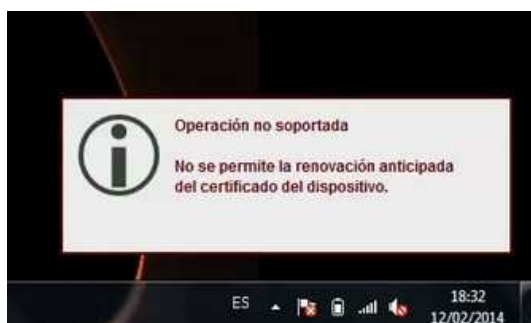 Operación no soportada
No se permite la renovación anticipada
del certificado del dispositivo.
ES
18:32
12/02/2014